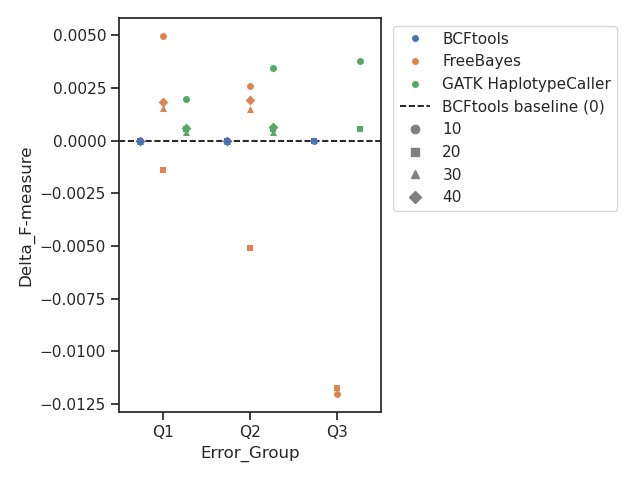 0.0050
0.0025
0.0000
−0.0025
−0.0050
−0.0075
−0.0100
−0.0125
Delta_F-measure
Q1 Q2 Q3
Error_Group
BCFtools
FreeBayes
GATK HaplotypeCaller
BCFtools baseline (0)
10
20
30
40